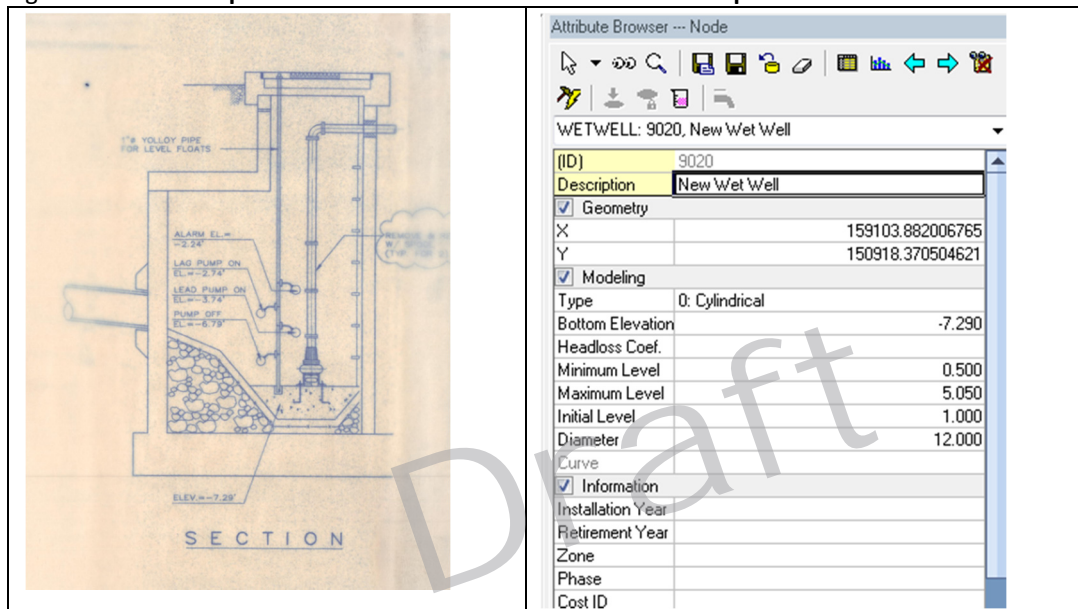 1"ø YOLLOY PIPE
FOR LEVEL FLOATS
ALARM EL.=
-2.24'
LAG PUMP ON
EL.=-2.74'
LEAD PUMP ON
EL.=-3.74'
PUMP OFF
EL.=-6.79'
REMOVE &
W/
(TYP. FOR
ELEV.=-7.29'
SECTION
Attribute Browser --- Node
WETWELL: 9020, New Wet Well
(ID) 9020
Description New Wet Well
Geometry
X 159103.882006765
Y 150918.370504621
Modeling
Type 0: Cylindrical
Bottom Elevation -7.290
Headloss Coef.
Minimum Level 0.500
Maximum Level 5.050
Initial Level 1.000
Diameter 12.000
Curve
Information
Installation Year
Retirement Year
Zone
Phase
Cost ID
Draft